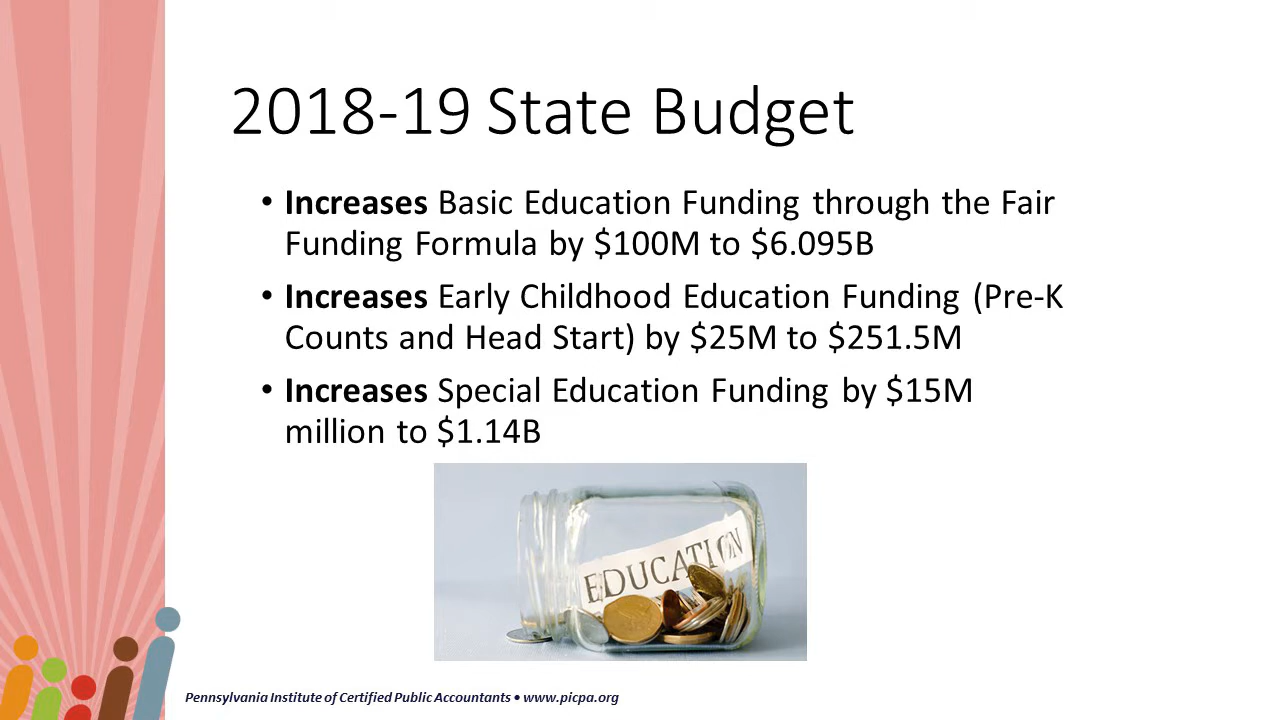 2018-19 State Budget
• Increases Basic Education Funding through the Fair
Funding Formula by $100M to $6.095B
• Increases Early Childhood Education Funding (Pre-K
Counts and Head Start) by $25M to $251.5M
• Increases Special Education Funding by $15M
million to $1.14B
EDUCATION
Pennsylvania Institute of Certified Public Accountants • www.picpa.org